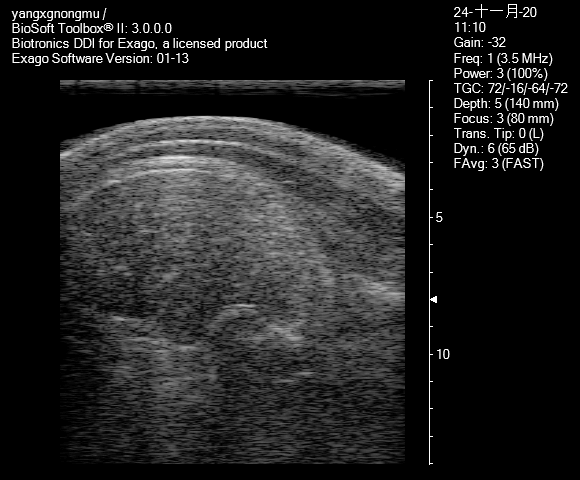 yangxgnongmu /
BioSoft Toolbox® II: 3.0.0.0
Biotronics DDI for Exago, a licensed product
Exago Software Version: 01-13
24-十一月-20
11:10
Gain: -32
Freq: 1 (3.5 MHz)
Power: 3 (100%)
TGC: 72/-16/-64/-72
Depth: 5 (140 mm)
Focus: 3 (80 mm)
Trans. Tip: 0 (L)
Dyn.: 6 (65 dB)
FAvg: 3 (FAST)
5
10